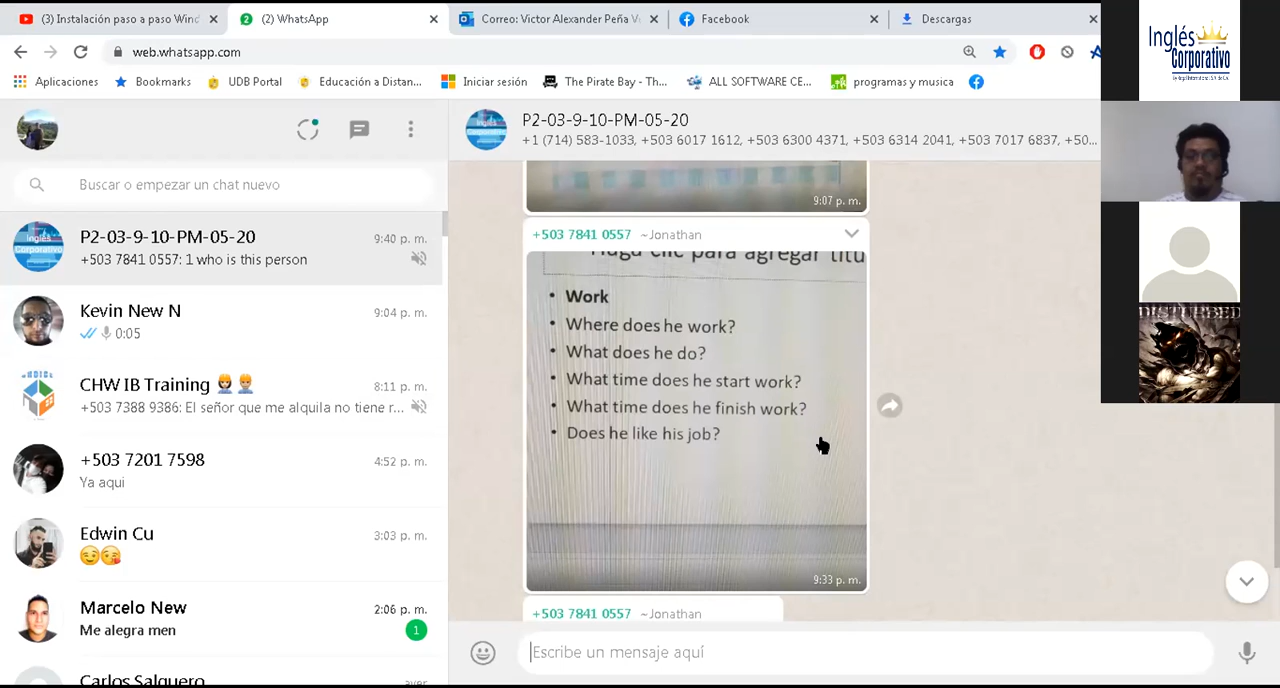 (3) Instalación paso a paso Wind
(2) WhatsApp
Correo: Victor Alexander Peña V
Facebook
Descargas
web.whatsapp.com
Aplicaciones
Bookmarks
UDB Portal
Educación a Distan...
Iniciar sesión
The Pirate Bay - Th...
ALL SOFTWARE CE...
programas y musica
Inglés
Corporativo
P2-03-9-10-PM-05-20
+1 (714) 583-1033, +503 6017 1612, +503 6300 4371, +503 6314 2041, +503 7017 6837, +50...
Buscar o empezar un chat nuevo
P2-03-9-10-PM-05-20
9:40 p. m.
+503 7841 0557: 1 who is this person
Kevin New N
9:04 p. m.
0:05
CHW IB Training
8:11 p. m.
+503 7388 9386: El señor que me alquila no tiene r...
+503 7201 7598
4:52 p. m.
Ya aqui
Edwin Cu
3:03 p. m.
Marcelo New
2:06 p. m.
Me alegra men
1
Carlos Salguero
ayer
9:07 p. m.
+503 7841 0557 ~Jonathan
Haga clic para agregar títu
• Work
• Where does he work?
• What does he do?
• What time does he start work?
• What time does he finish work?
• Does he like his job?
9:33 p. m.
+503 7841 0557 ~Jonathan
Escribe un mensaje aquí
DISTURBED